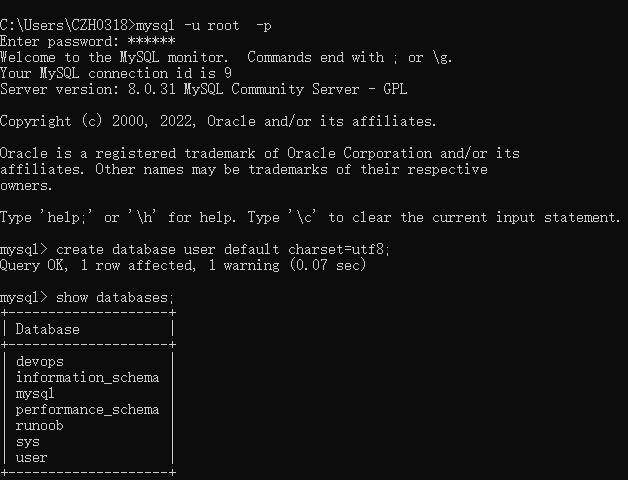 C:\Users\CZH0318>mysql -u root  -p
Enter password: ******
Welcome to the MySQL monitor.  Commands end with ; or \g.
Your MySQL connection id is 9
Server version: 8.0.31 MySQL Community Server - GPL
Copyright (c) 2000, 2022, Oracle and/or its affiliates.
Oracle is a registered trademark of Oracle Corporation and/or its
affiliates. Other names may be trademarks of their respective
owners.
Type 'help;' or '\h' for help. Type '\c' to clear the current input statement.
mysql> create database user default charset=utf8;
Query OK, 1 row affected, 1 warning (0.07 sec)
mysql> show databases;
+--------------------+
| Database           |
+--------------------+
| devops             |
| information_schema |
| mysql              |
| performance_schema |
| runoob             |
| sys                |
| user               |
+--------------------+